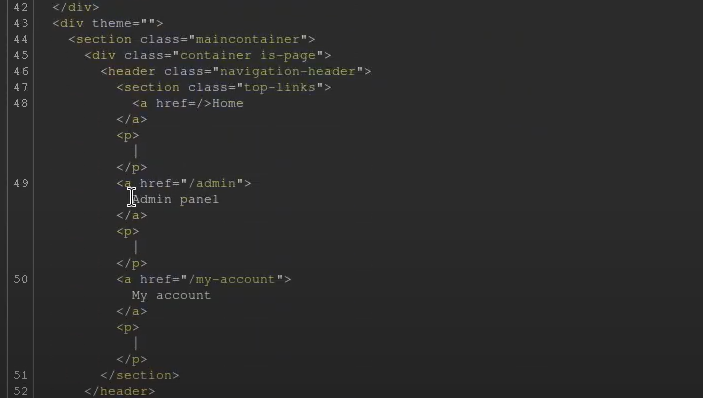 42 </div>
43 <div theme="">
44 <section class="maincontainer">
45 <div class="container is-page">
46 <header class="navigation-header">
47 <section class="top-links">
48 <a href=/>Home
</a>
<p>
|
</p>
49 <a href="/admin">
Admin panel
</a>
<p>
|
</p>
50 <a href="/my-account">
My account
</a>
<p>
|
</p>
51 </section>
52 </header>